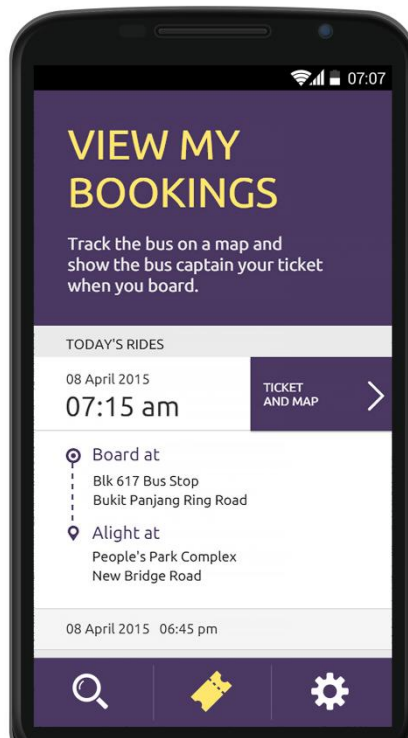 07:07
VIEW MY
BOOKINGS
Track the bus on a map and
show the bus captain your ticket
when you board.
TODAY'S RIDES
08 April 2015
07:15 am
TICKET
AND MAP
Board at
Blk 617 Bus Stop
Bukit Panjang Ring Road
Alight at
People's Park Complex
New Bridge Road
08 April 2015 06:45 pm